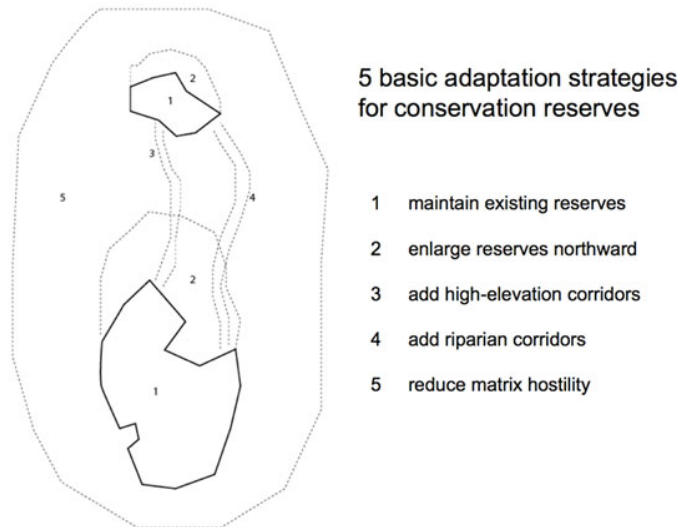 5 basic adaptation strategies
for conservation reserves
1 maintain existing reserves
2 enlarge reserves northward
3 add high-elevation corridors
4 add riparian corridors
5 reduce matrix hostility
2
1
3
5
4
2
1